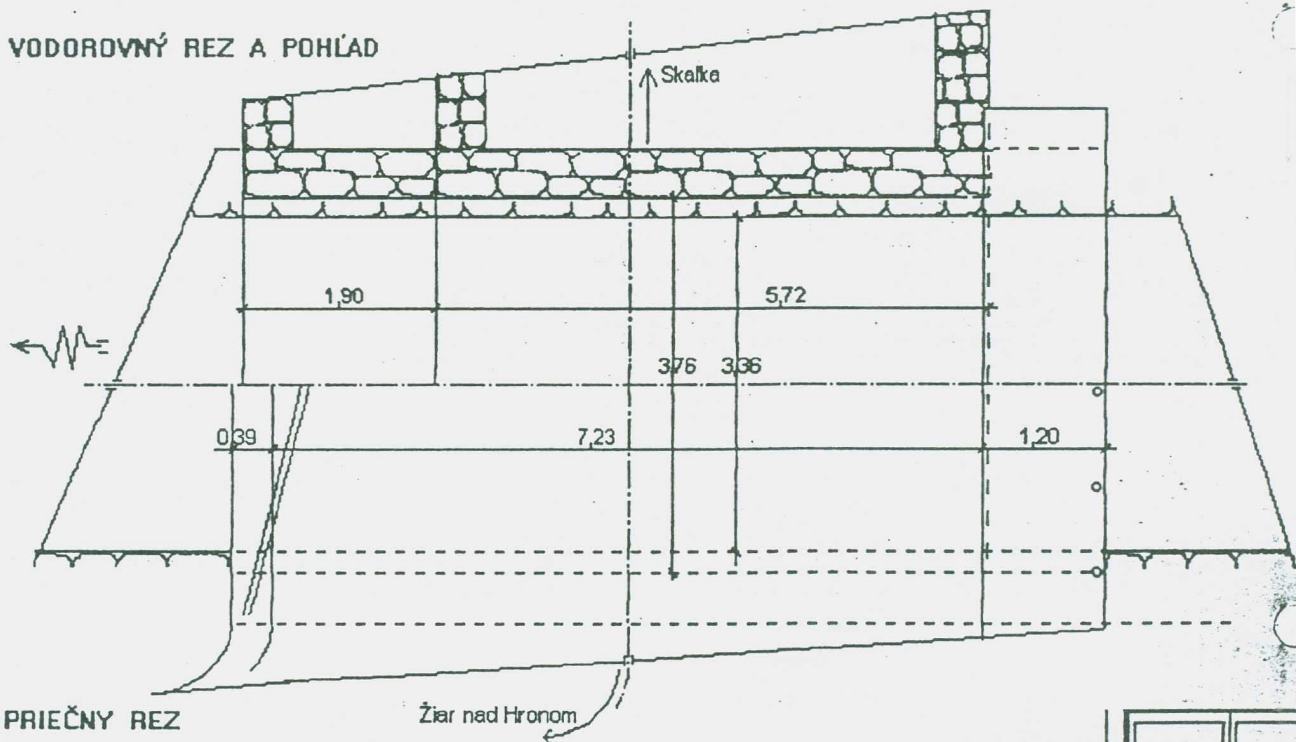 VODOROVNÝ REZ A POHĽAD
Skalka
1,90
5,72
3,76
3,36
0,39
7,23
1,20
Žiar nad Hronom
PRIEČNY REZ